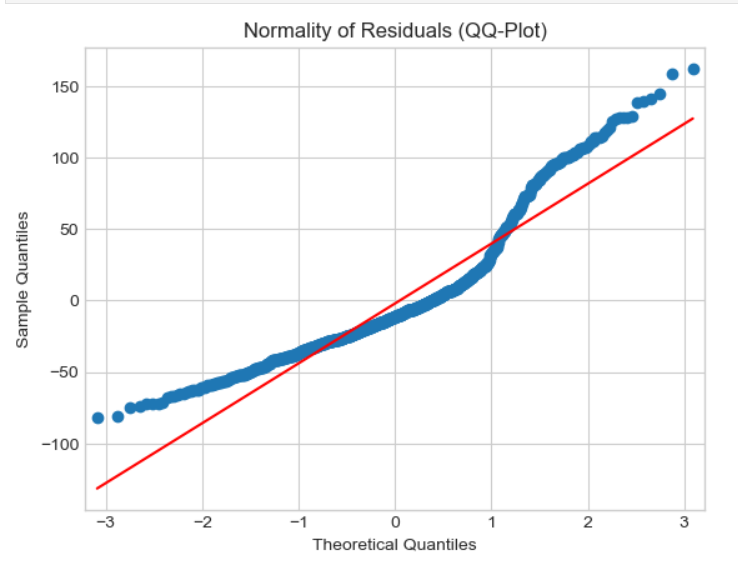 Normality of Residuals (QQ-Plot)
150
100
50
0
−50
−100
Sample Quantiles
−3 −2 −1 0 1 2 3
Theoretical Quantiles